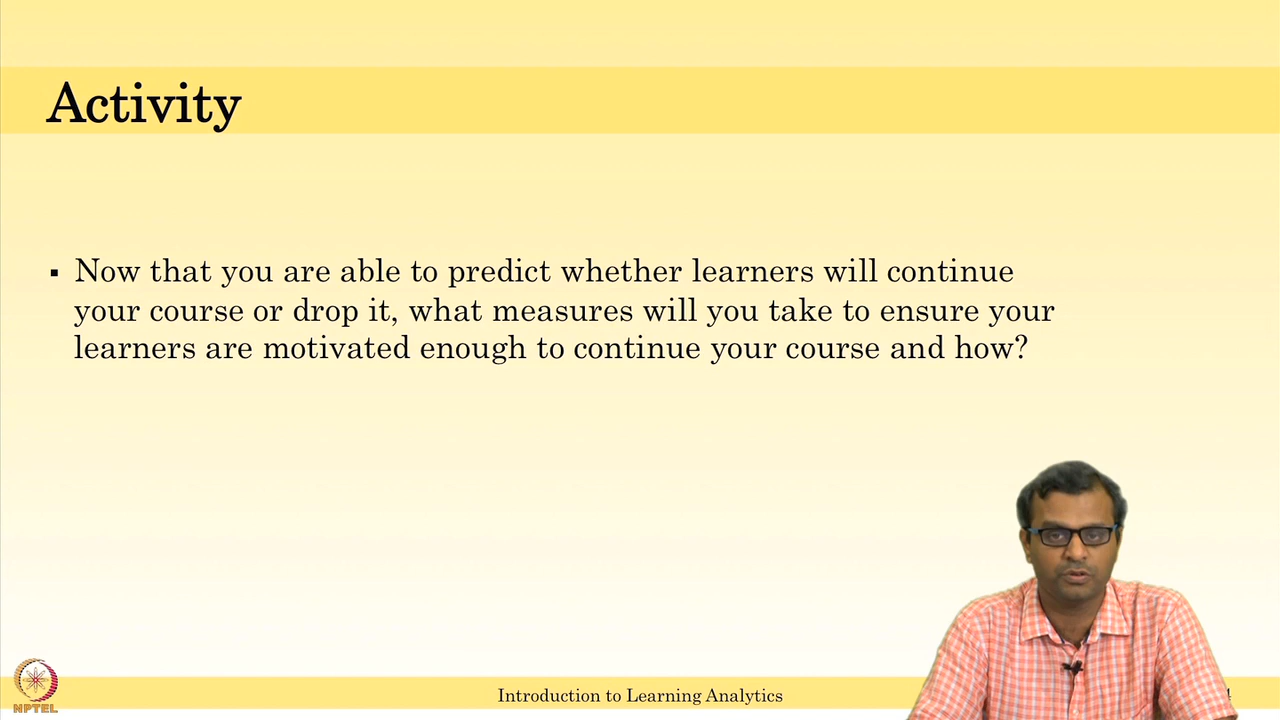 Activity
▪ Now that you are able to predict whether learners will continue
your course or drop it, what measures will you take to ensure your
learners are motivated enough to continue your course and how?
NPTEL
Introduction to Learning Analytics